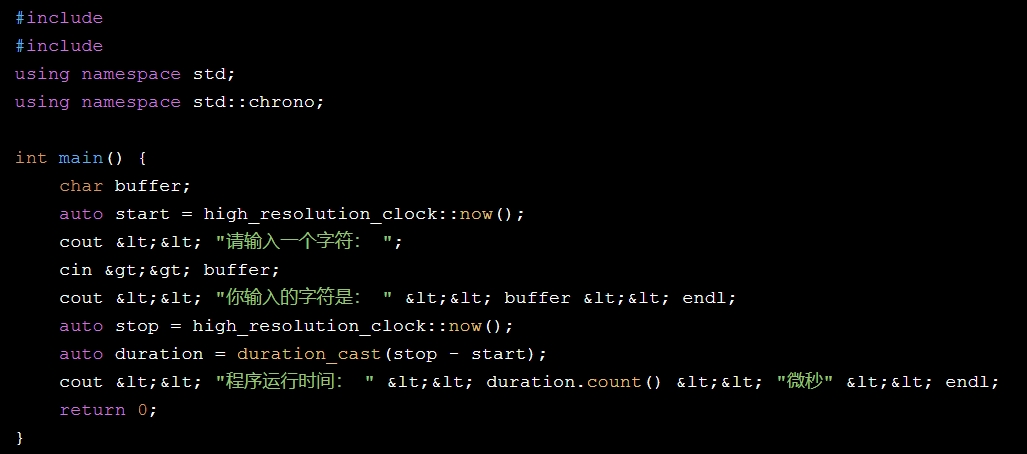 #include
#include
using namespace std;
using namespace std::chrono;
int main() {
    char buffer;
    auto start = high_resolution_clock::now();
    cout &lt;&lt; "请输入一个字符： ";
    cin &gt;&gt; buffer;
    cout &lt;&lt; "你输入的字符是： " &lt;&lt; buffer &lt;&lt; endl;
    auto stop = high_resolution_clock::now();
    auto duration = duration_cast(stop - start);
    cout &lt;&lt; "程序运行时间： " &lt;&lt; duration.count() &lt;&lt; "微秒" &lt;&lt; endl;
    return 0;
}